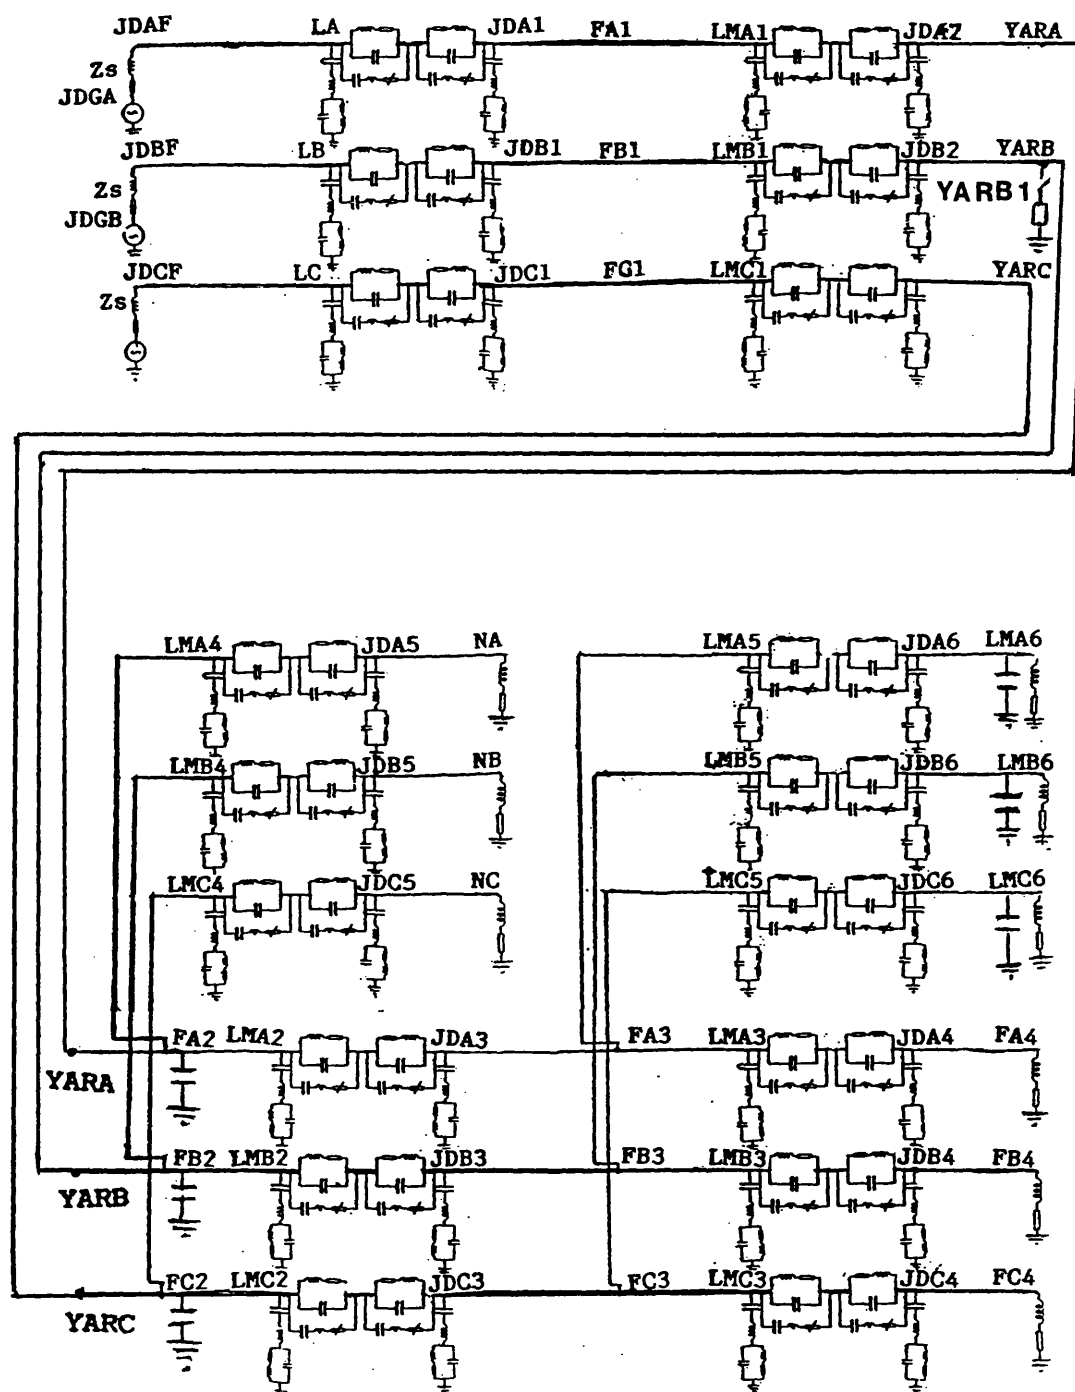 JDAF LA JDA1 FA1 LMA1 JDA2 YARA
Zs
JDGA
JDBF LB JDB1 FB1 LMB1 JDB2 YARB
Zs YARB1
JDGB
JDCF LC JDC1 FG1 LMC1 YARC
Zs
LMA4 JDA5 NA LMA5 JDA6 LMA6
LMB4 JDB5 NB LMB5 JDB6 LMB6
LMC4 JDC5 NC LMC5 JDC6 LMC6
FA2 LMA2 JDA3 FA3 LMA3 JDA4 FA4
YARA
FB2 LMB2 JDB3 FB3 LMB3 JDB4 FB4
YARB
FC2 LMC2 JDC3 FC3 LMC3 JDC4 FC4
YARC